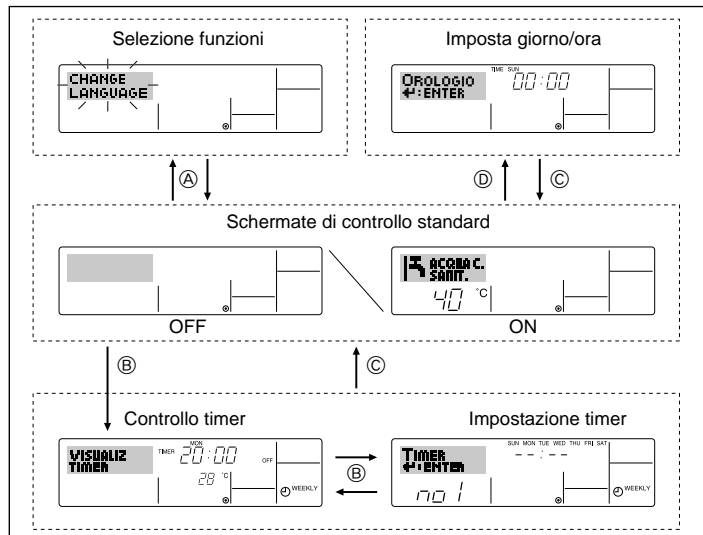 Selezione funzioni
CHANGE
LANGUAGE
Imposta giorno/ora
TIME SUN
OROLOGIO 00:00
↵:ENTER
Ⓐ
Ⓓ Ⓒ
Schermate di controllo standard
OFF
ACQUA C.
SANIT.
40 °C
ON
Ⓑ Ⓒ
Controllo timer
MON
VISUALIZ TIMER 20:00 OFF
TIMER
28 °C
WEEKLY
Ⓑ
Impostazione timer
SUN MON TUE WED THU FRI SAT
TIMER --:--
↵:ENTER
no 1
WEEKLY